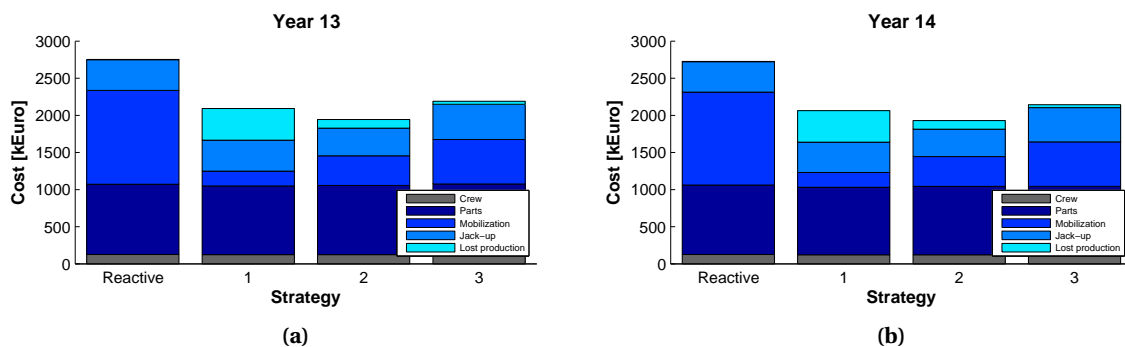 Year 13
Cost [kEuro]
3000
2500
2000
1500
1000
500
0
Crew
Parts
Mobilization
Jack−up
Lost production
Reactive 1 2 3
Strategy
(a)
Year 14
Cost [kEuro]
3000
2500
2000
1500
1000
500
0
Crew
Parts
Mobilization
Jack−up
Lost production
Reactive 1 2 3
Strategy
(b)